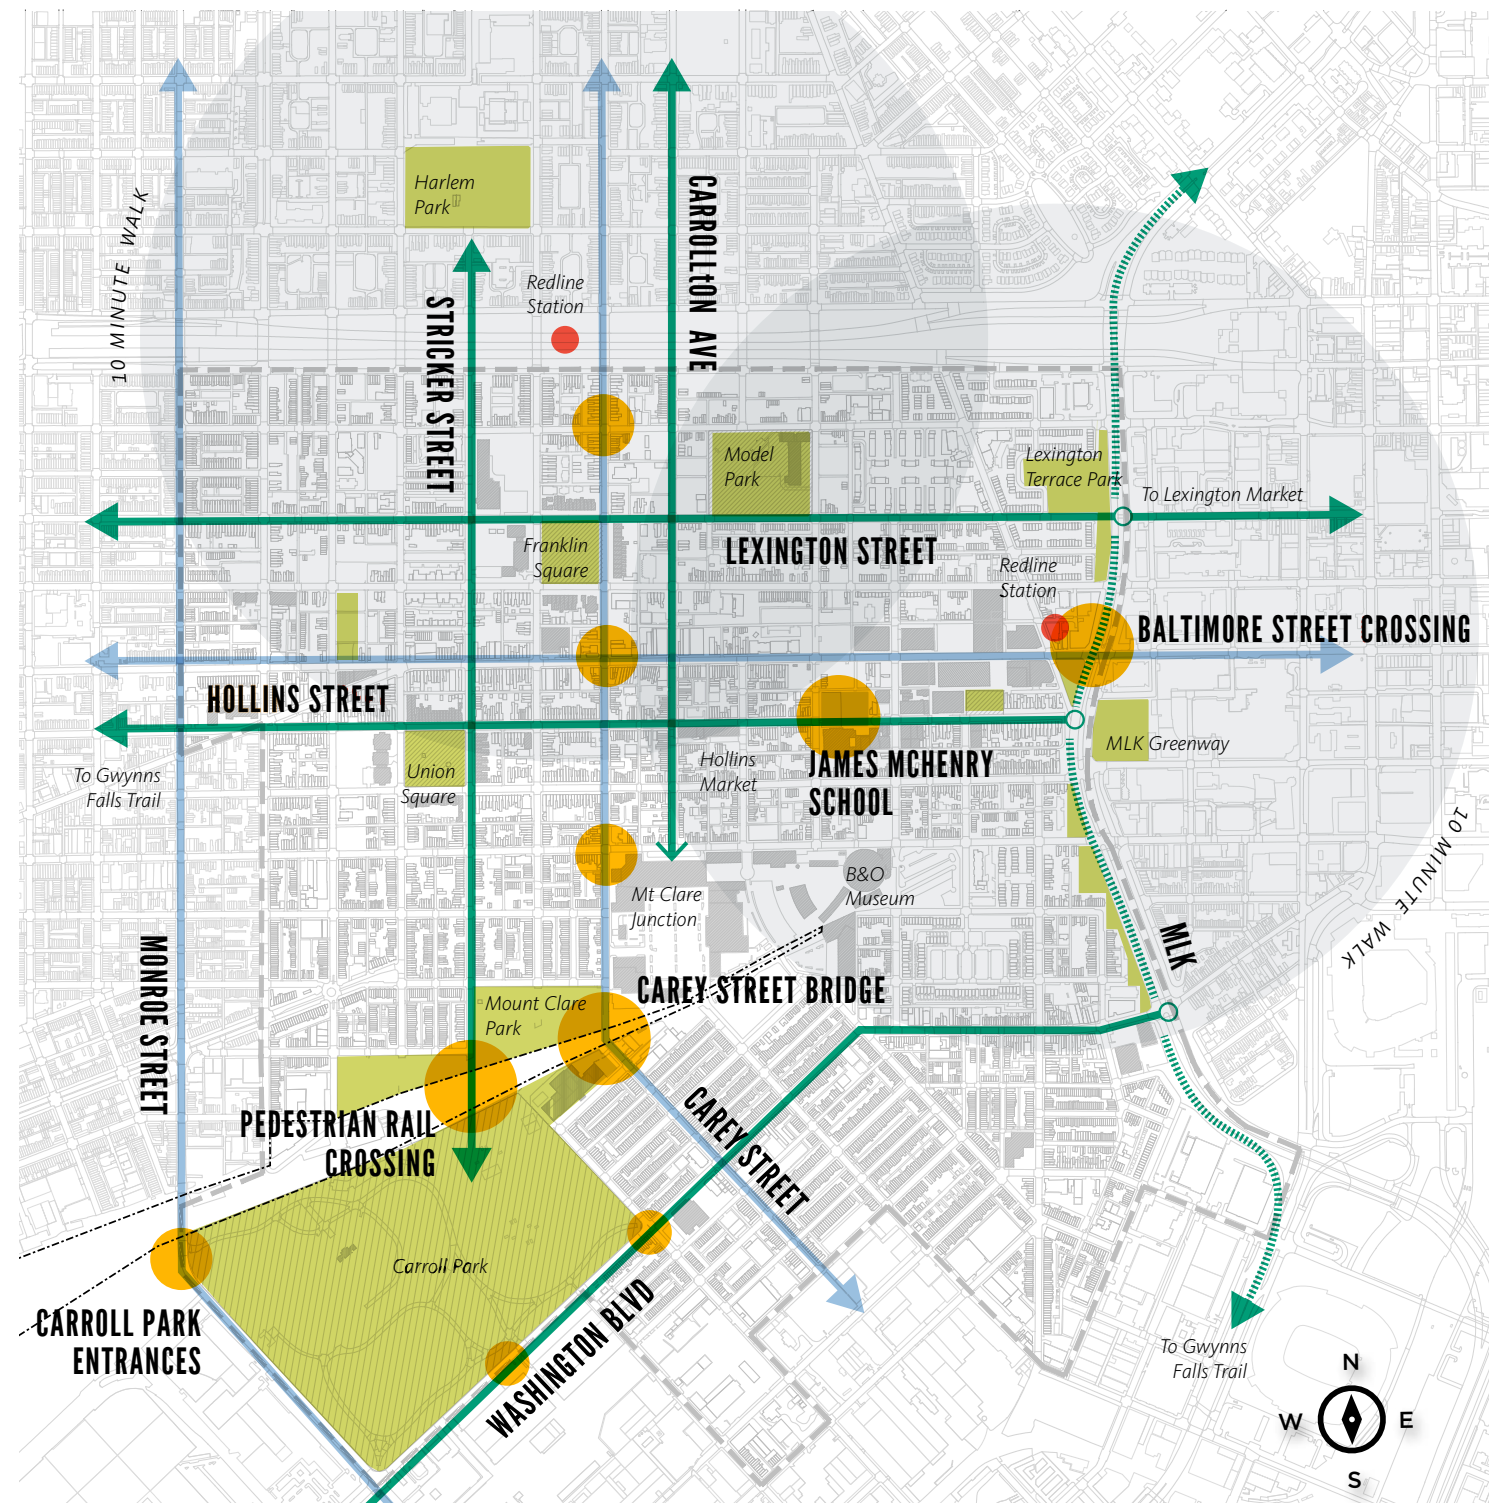 10 MINUTE WALK
Harlem
Park
CARROLLtON AVE
Redline
Station
STRICKER STREET
Model
Park
Lexington
Terrace Park
To Lexington Market
Franklin
Square
LEXINGTON STREET
Redline
Station
BALTIMORE STREET CROSSING
HOLLINS STREET
To Gwynns
Falls Trail
Union
Square
Hollins
Market
JAMES MCHENRY
SCHOOL
MLK Greenway
10 MINUTE WALK
Mt Clare
Junction
B&O
Museum
MONROE STREET
MLK
CAREY STREET BRIDGE
Mount Clare
Park
PEDESTRIAN RAIL
CROSSING
CAREY STREET
Carroll Park
CARROLL PARK
ENTRANCES
WASHINGTON BLVD
To Gwynns
Falls Trail
N
W E
S